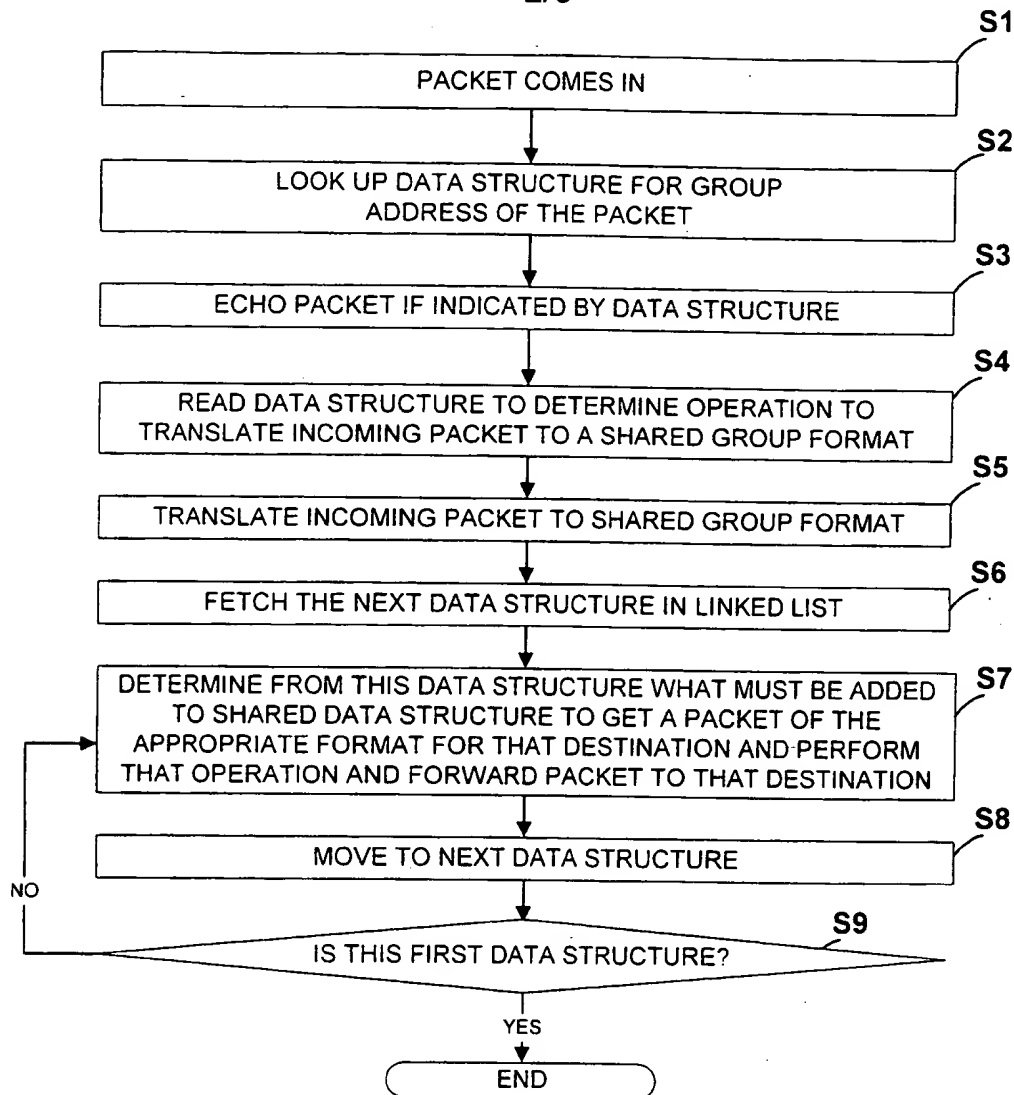 S1
PACKET COMES IN
S2
LOOK UP DATA STRUCTURE FOR GROUP
ADDRESS OF THE PACKET
S3
ECHO PACKET IF INDICATED BY DATA STRUCTURE
S4
READ DATA STRUCTURE TO DETERMINE OPERATION TO
TRANSLATE INCOMING PACKET TO A SHARED GROUP FORMAT
S5
TRANSLATE INCOMING PACKET TO SHARED GROUP FORMAT
S6
FETCH THE NEXT DATA STRUCTURE IN LINKED LIST
S7
DETERMINE FROM THIS DATA STRUCTURE WHAT MUST BE ADDED
TO SHARED DATA STRUCTURE TO GET A PACKET OF THE
APPROPRIATE FORMAT FOR THAT DESTINATION AND PERFORM
THAT OPERATION AND FORWARD PACKET TO THAT DESTINATION
S8
MOVE TO NEXT DATA STRUCTURE
NO
S9
IS THIS FIRST DATA STRUCTURE?
YES
END